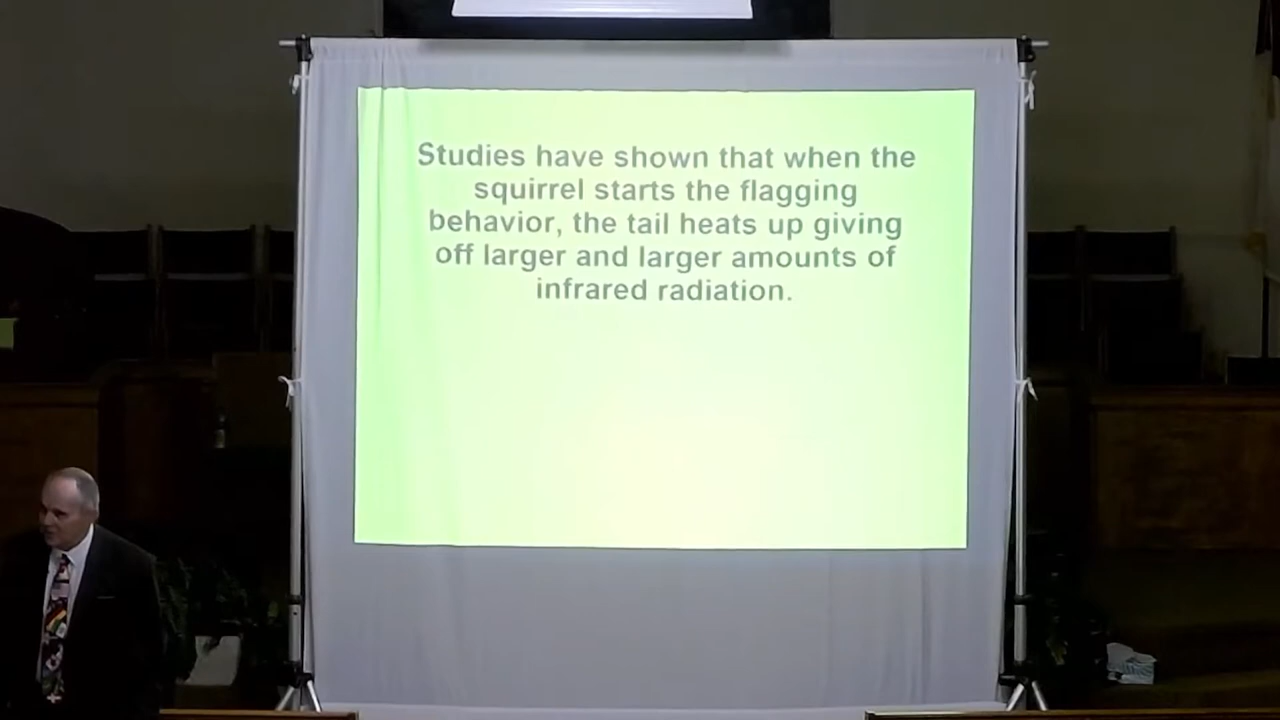 Studies have shown that when the
squirrel starts the flagging
behavior, the tail heats up giving
off larger and larger amounts of
infrared radiation.